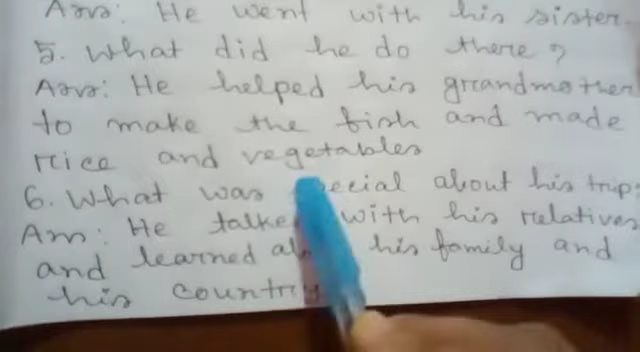 Ans: He went with his sister.
5. What did he do there?
Ans: He helped his grandmother
to make the fish and made
rice and vegetables
6. What was special about his trip
Ans: He talked with his relatives
and learned ab his family and
his country